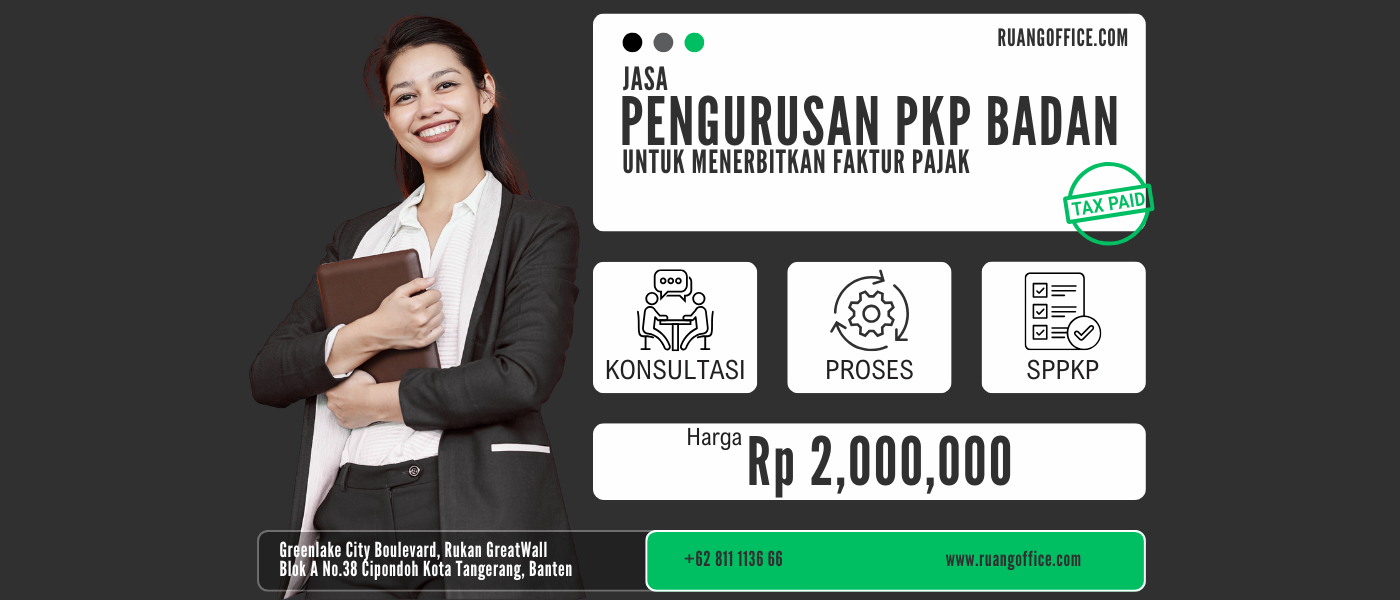 RUANGOFFICE.COM
JASA
PENGURUSAN PKP BADAN
UNTUK MENERBITKAN FAKTUR PAJAK
TAX PAID
KONSULTASI
PROSES
SPPKP
Harga
Rp 2,000,000
Greenlake City Boulevard, Rukan GreatWall
Blok A No.38 Cipondoh Kota Tangerang, Banten
+62 811 1136 66
www.ruangoffice.com